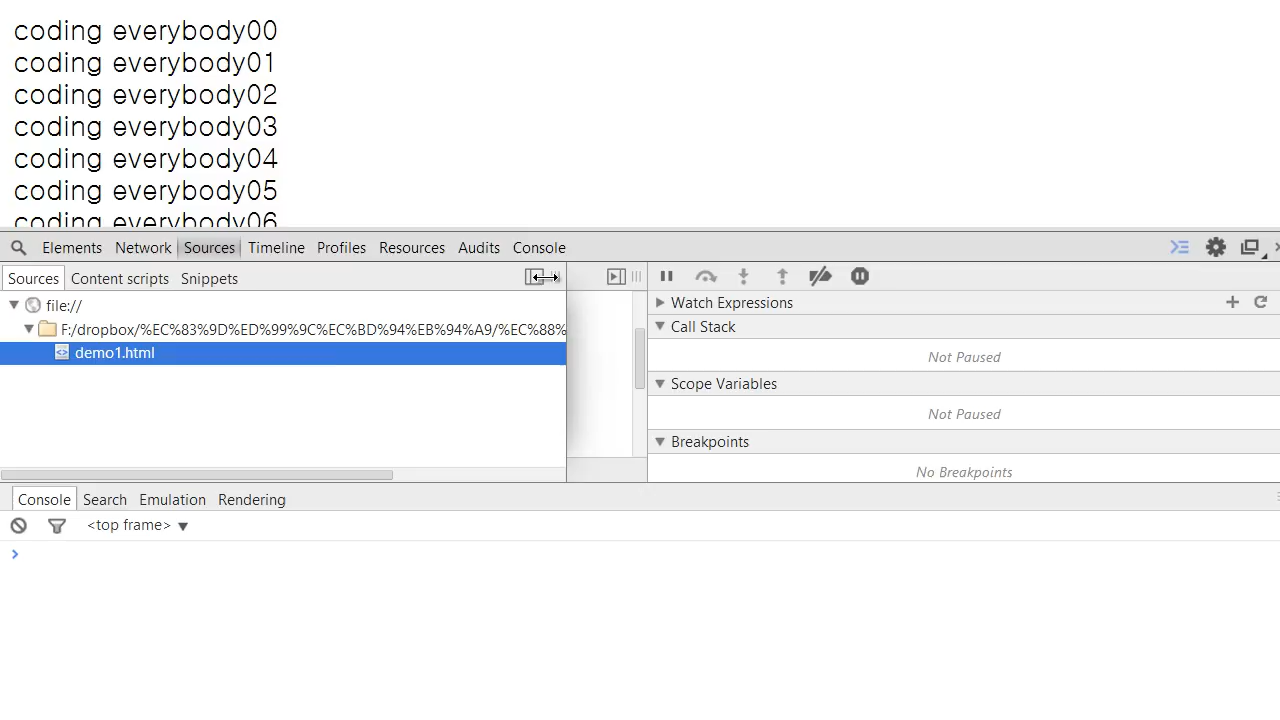 coding everybody00
coding everybody01
coding everybody02
coding everybody03
coding everybody04
coding everybody05
coding everybody06
Elements Network Sources Timeline Profiles Resources Audits Console
Sources Content scripts Snippets
file://
F:/dropbox/%EC%83%9D%ED%99%9C%EC%BD%94%EB%94%A9/%EC%88%
demo1.html
Watch Expressions
Call Stack
Not Paused
Scope Variables
Not Paused
Breakpoints
No Breakpoints
Console Search Emulation Rendering
<top frame>